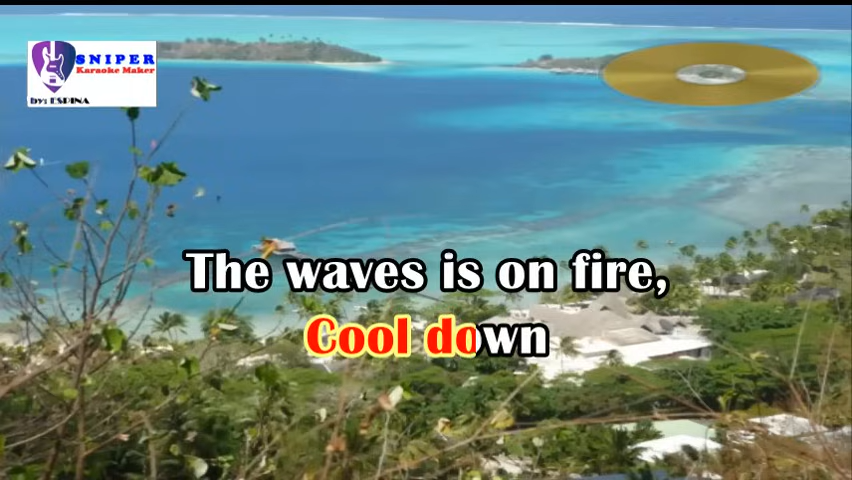 SNIPER
Karaoke Maker
by: ESPINA
The waves is on fire,
Cool down